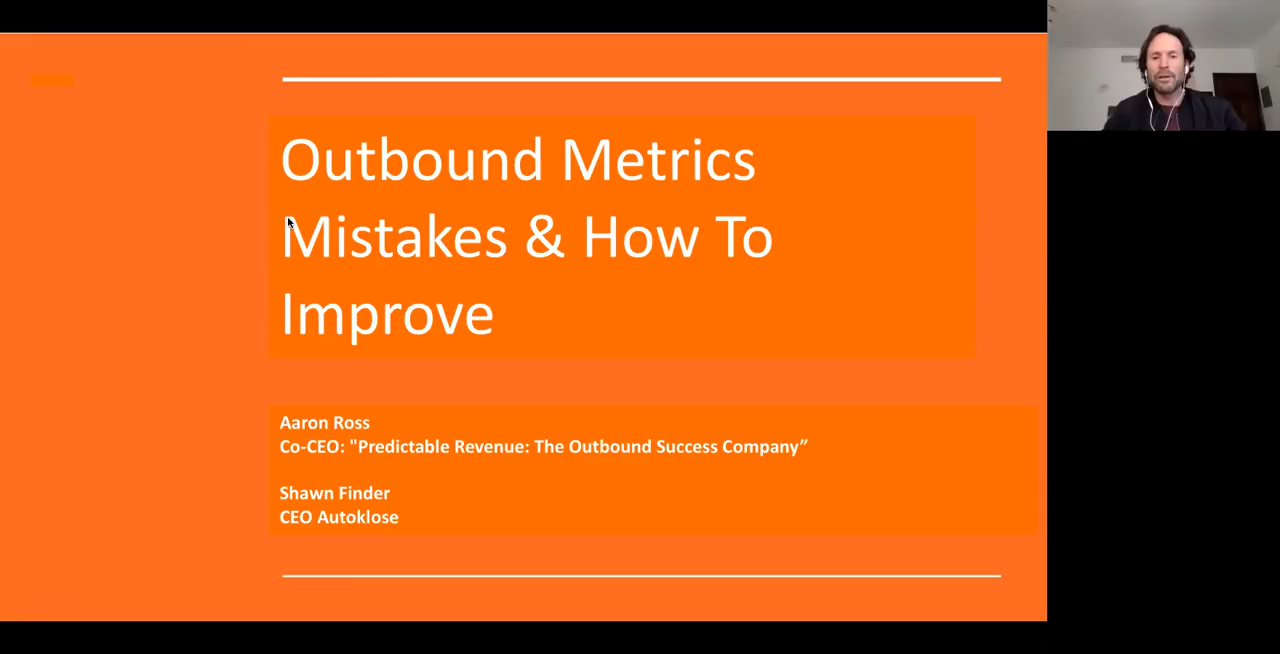 Outbound Metrics
Mistakes & How To
Improve
Aaron Ross
Co-CEO: "Predictable Revenue: The Outbound Success Company”
Shawn Finder
CEO Autoklose